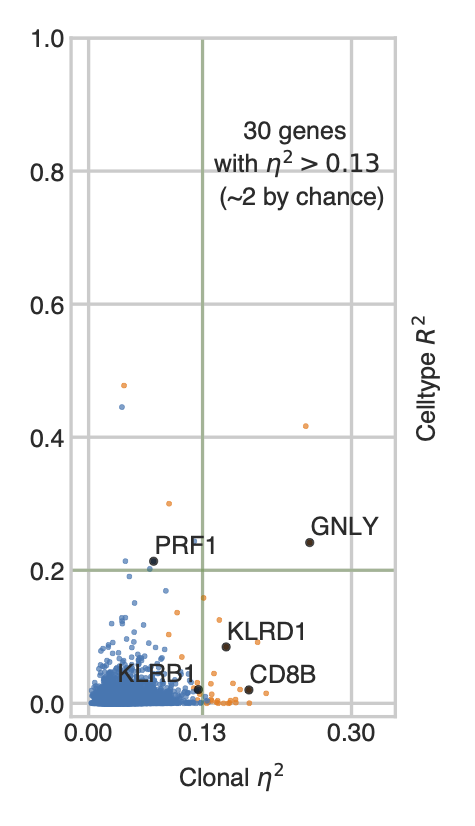 1.0
0.8
0.6
0.4
0.2
0.0
30 genes
with η² > 0.13
(~2 by chance)
Celltype R²
GNLY
PRF1
KLRD1
KLRB1
CD8B
0.00
0.13
0.30
Clonal η²